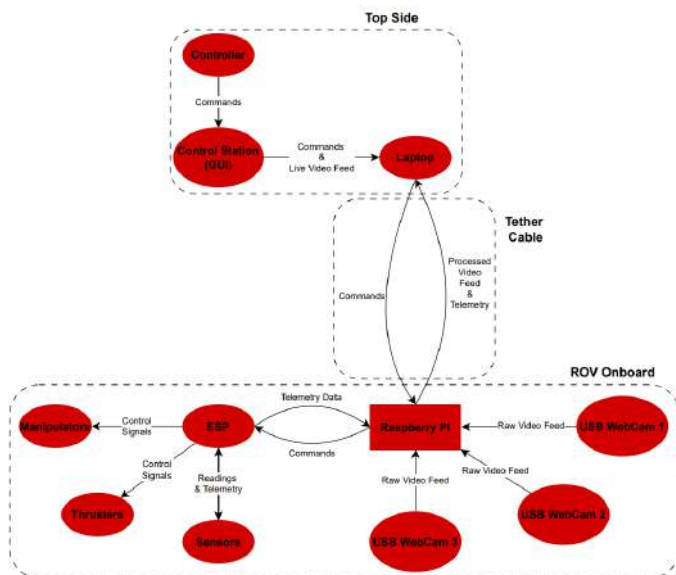 Top Side
Controller
Commands
Control Station
(GUI)
Commands
&
Live Video Feed
Laptop
Tether
Cable
Commands
Processed
Video
Feed
&
Telemetry
ROV Onboard
Manipulators
Control
Signals
ESP
Telemetry Data
Commands
Raspberry PI
Raw Video Feed
USB WebCam 1
Control
Signals
Readings
& Telemetry
Raw Video Feed
Raw Video Feed
Thrusters
Sensors
USB WebCam 3
USB WebCam 2